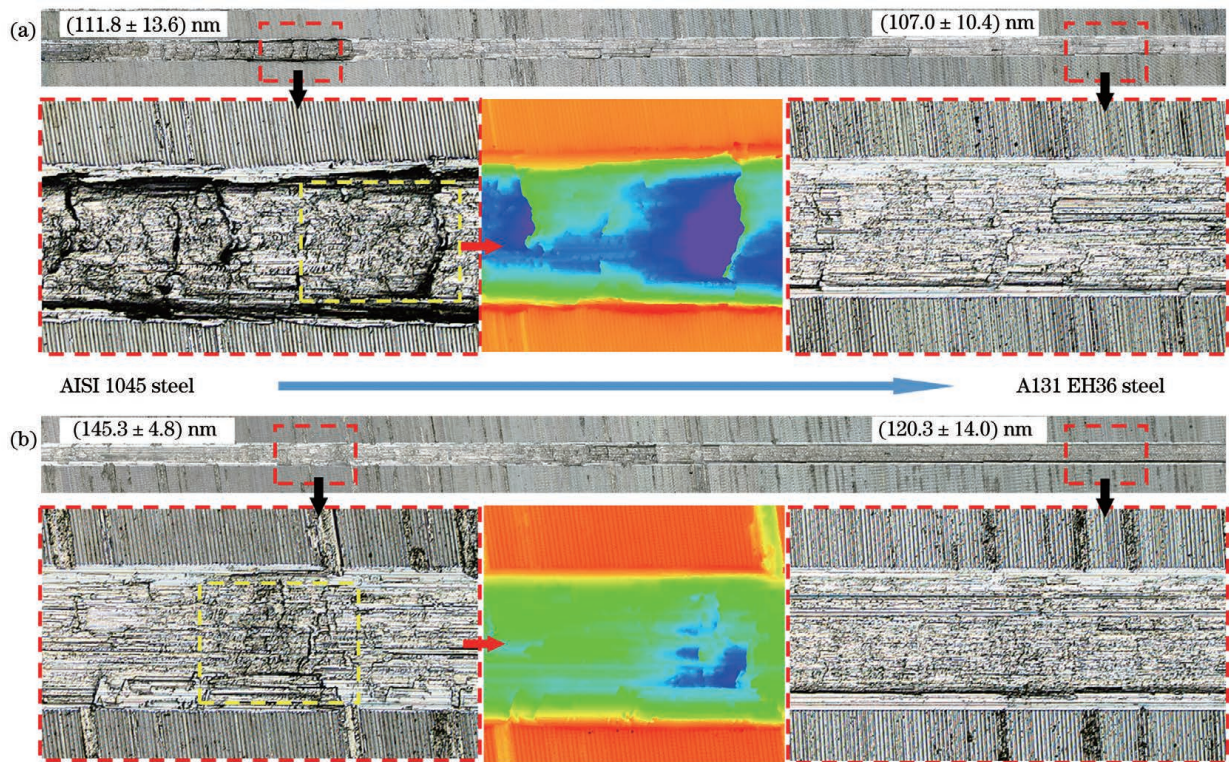 (a)
(111.8 ± 13.6) nm
(107.0 ± 10.4) nm
AISI 1045 steel
A131 EH36 steel
(b)
(145.3 ± 4.8) nm
(120.3 ± 14.0) nm